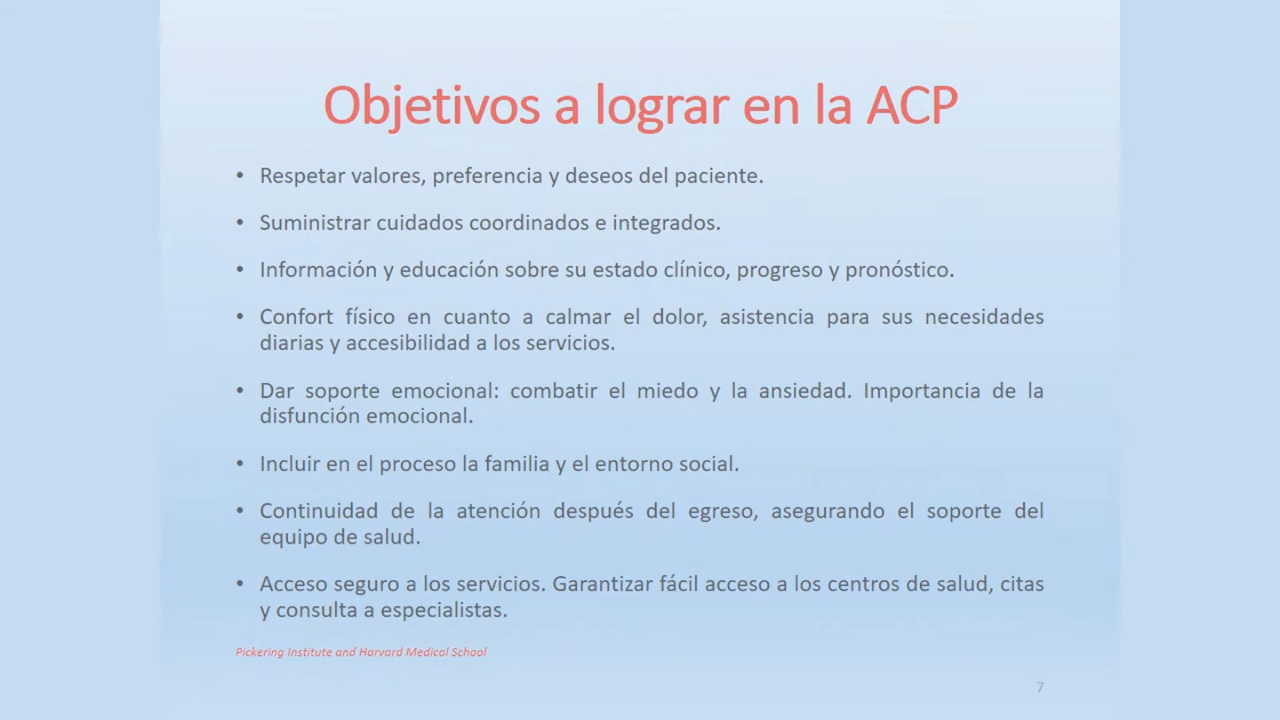 Objetivos a lograr en la ACP
• Respetar valores, preferencia y deseos del paciente.
• Suministrar cuidados coordinados e integrados.
• Información y educación sobre su estado clínico, progreso y pronóstico.
• Confort físico en cuanto a calmar el dolor, asistencia para sus necesidades
diarias y accesibilidad a los servicios.
• Dar soporte emocional: combatir el miedo y la ansiedad. Importancia de la
disfunción emocional.
• Incluir en el proceso la familia y el entorno social.
• Continuidad de la atención después del egreso, asegurando el soporte del
equipo de salud.
• Acceso seguro a los servicios. Garantizar fácil acceso a los centros de salud, citas
y consulta a especialistas.
Pickering Institute and Harvard Medical School
7